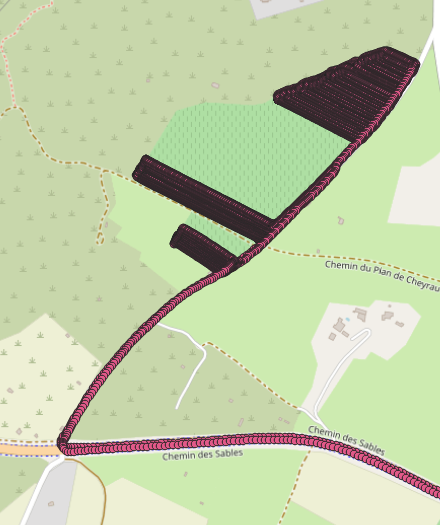 Chemin du Plan de Cheyrau
Chemin des Sables
Chemin des Sables